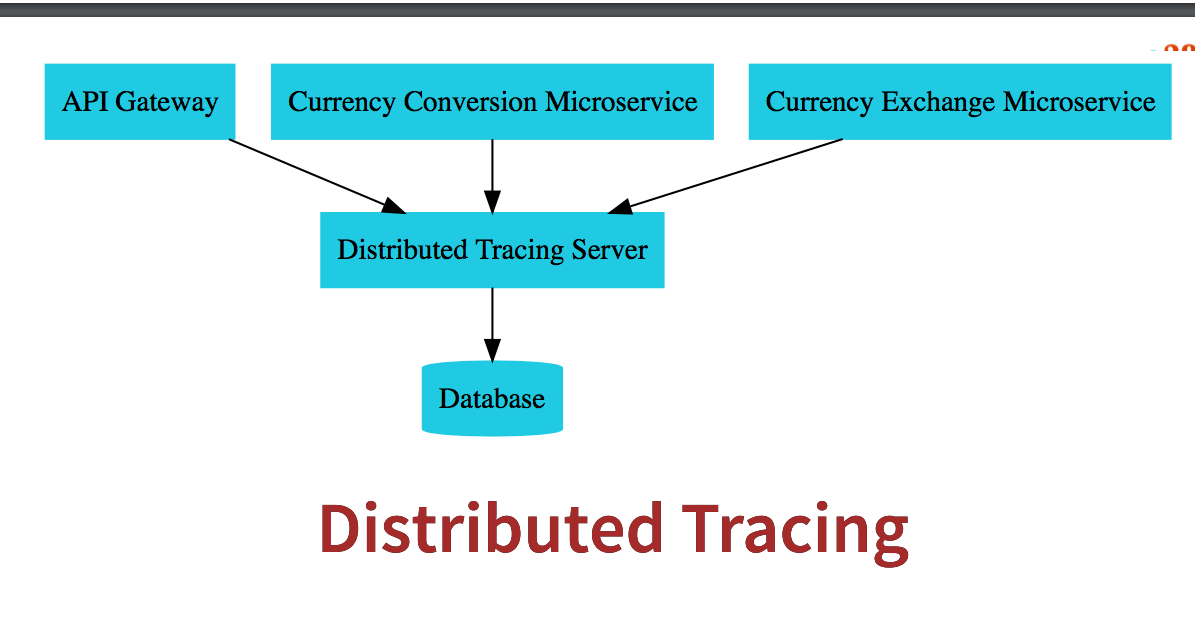 API Gateway
Currency Conversion Microservice
Currency Exchange Microservice
Distributed Tracing Server
Database
Distributed Tracing